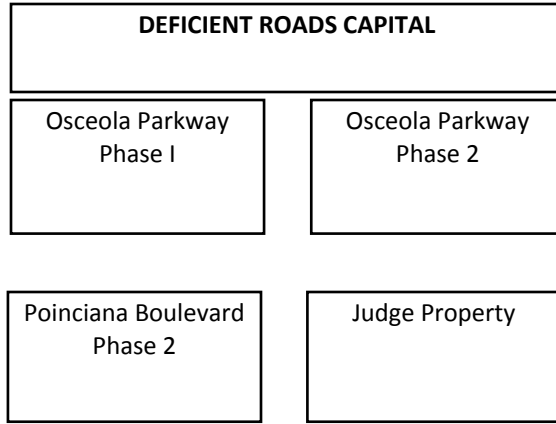 DEFICIENT ROADS CAPITAL
Osceola Parkway
Phase I
Osceola Parkway
Phase 2
Poinciana Boulevard
Phase 2
Judge Property